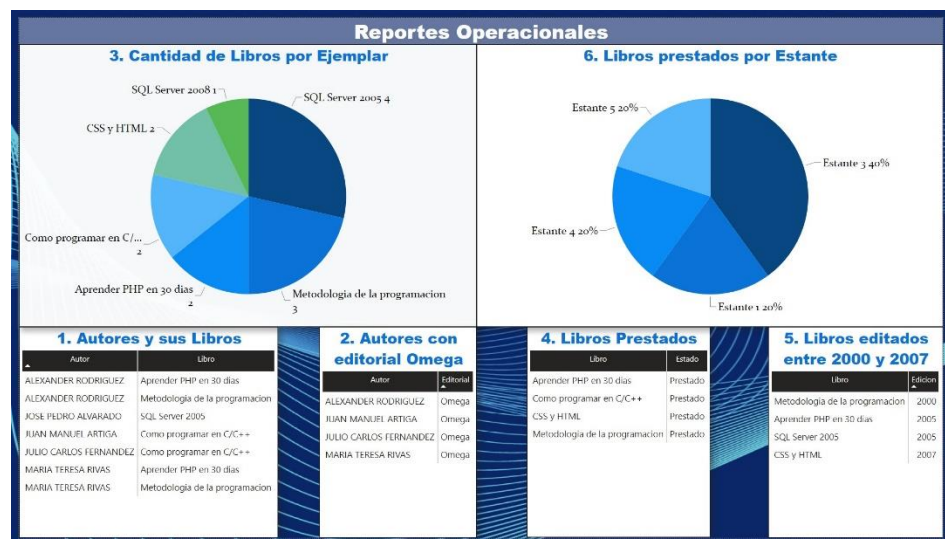 Reportes Operacionales
3. Cantidad de Libros por Ejemplar
SQL Server 2008 1
SQL Server 2005 4
CSS y HTML 2
Como programar en C/...
2
Aprender PHP en 30 dias
2
Metodologia de la programacion
3
6. Libros prestados por Estante
Estante 5 20%
Estante 3 40%
Estante 4 20%
Estante 1 20%
1. Autores y sus Libros
Autor Libro
ALEXANDER RODRIGUEZ Aprender PHP en 30 dias
ALEXANDER RODRIGUEZ Metodologia de la programacion
JOSE PEDRO ALVARADO SQL Server 2005
JUAN MANUEL ARTIGA Como programar en C/C++
JULIO CARLOS FERNANDEZ Como programar en C/C++
MARIA TERESA RIVAS Aprender PHP en 30 dias
MARIA TERESA RIVAS Metodologia de la programacion
2. Autores con
editorial Omega
Autor Editorial
ALEXANDER RODRIGUEZ Omega
JUAN MANUEL ARTIGA Omega
JULIO CARLOS FERNANDEZ Omega
MARIA TERESA RIVAS Omega
4. Libros Prestados
Libro Estado
Aprender PHP en 30 dias Prestado
Como programar en C/C++ Prestado
CSS y HTML Prestado
Metodologia de la programacion Prestado
5. Libros editados
entre 2000 y 2007
Libro Edicion
Metodologia de la programacion 2000
Aprender PHP en 30 dias 2005
SQL Server 2005 2005
CSS y HTML 2007